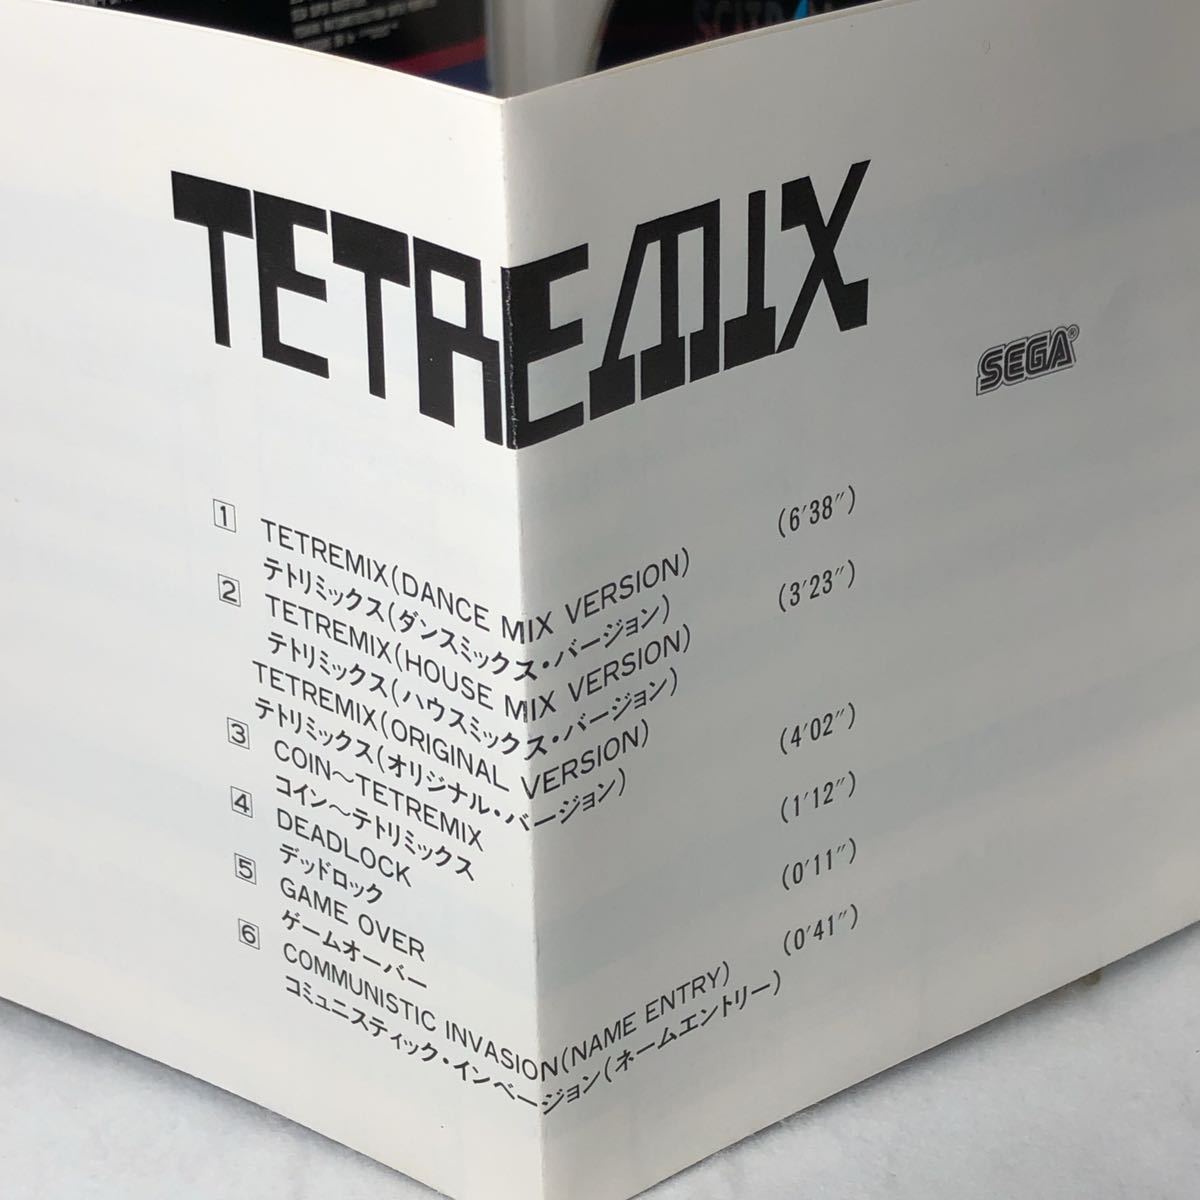 SCITRON
TETREMIX
SEGA®
1 TETREMIX(DANCE MIX VERSION) (6'38")
テトリミックス(ダンスミックス・バージョン)
2 TETREMIX(HOUSE MIX VERSION) (3'23")
テトリミックス(ハウスミックス・バージョン)
TETREMIX(ORIGINAL VERSION)
テトリミックス(オリジナル・バージョン)
3 COIN〜TETREMIX (4'02")
コイン〜テトリミックス
4 DEADLOCK (1'12")
デッドロック
5 GAME OVER (0'11")
ゲームオーバー
6 COMMUNISTIC INVASION(NAME ENTRY) (0'41")
コミュニスティック・インベージョン(ネームエントリー)